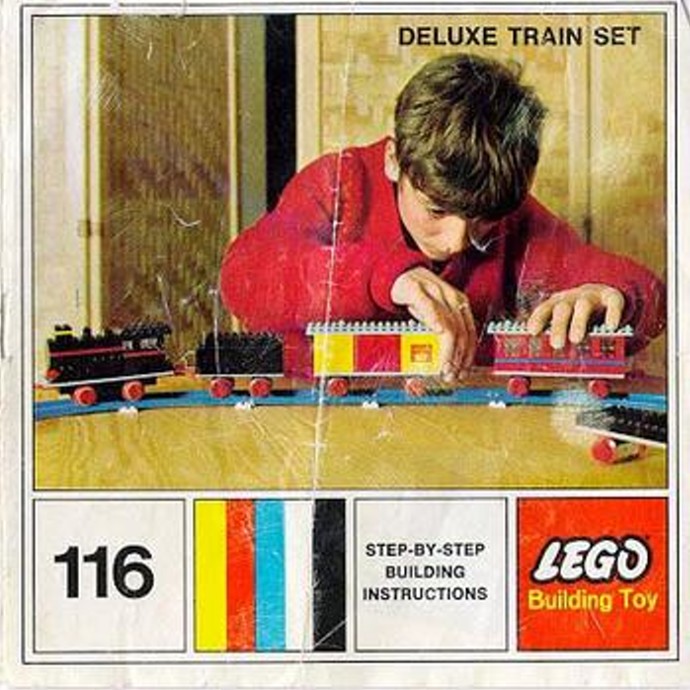 DELUXE TRAIN SET
116
STEP-BY-STEP
BUILDING
INSTRUCTIONS
LEGO
Building Toy